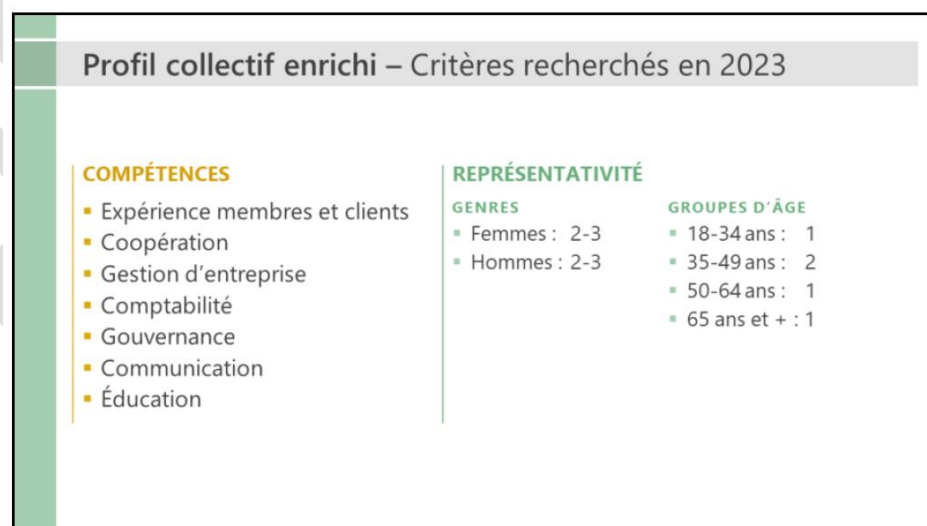 Profil collectif enrichi – Critères recherchés en 2023
COMPÉTENCES
▪ Expérience membres et clients
▪ Coopération
▪ Gestion d'entreprise
▪ Comptabilité
▪ Gouvernance
▪ Communication
▪ Éducation
REPRÉSENTATIVITÉ
GENRES
▪ Femmes : 2-3
▪ Hommes : 2-3
GROUPES D'ÂGE
▪ 18-34 ans : 1
▪ 35-49 ans : 2
▪ 50-64 ans : 1
▪ 65 ans et + : 1